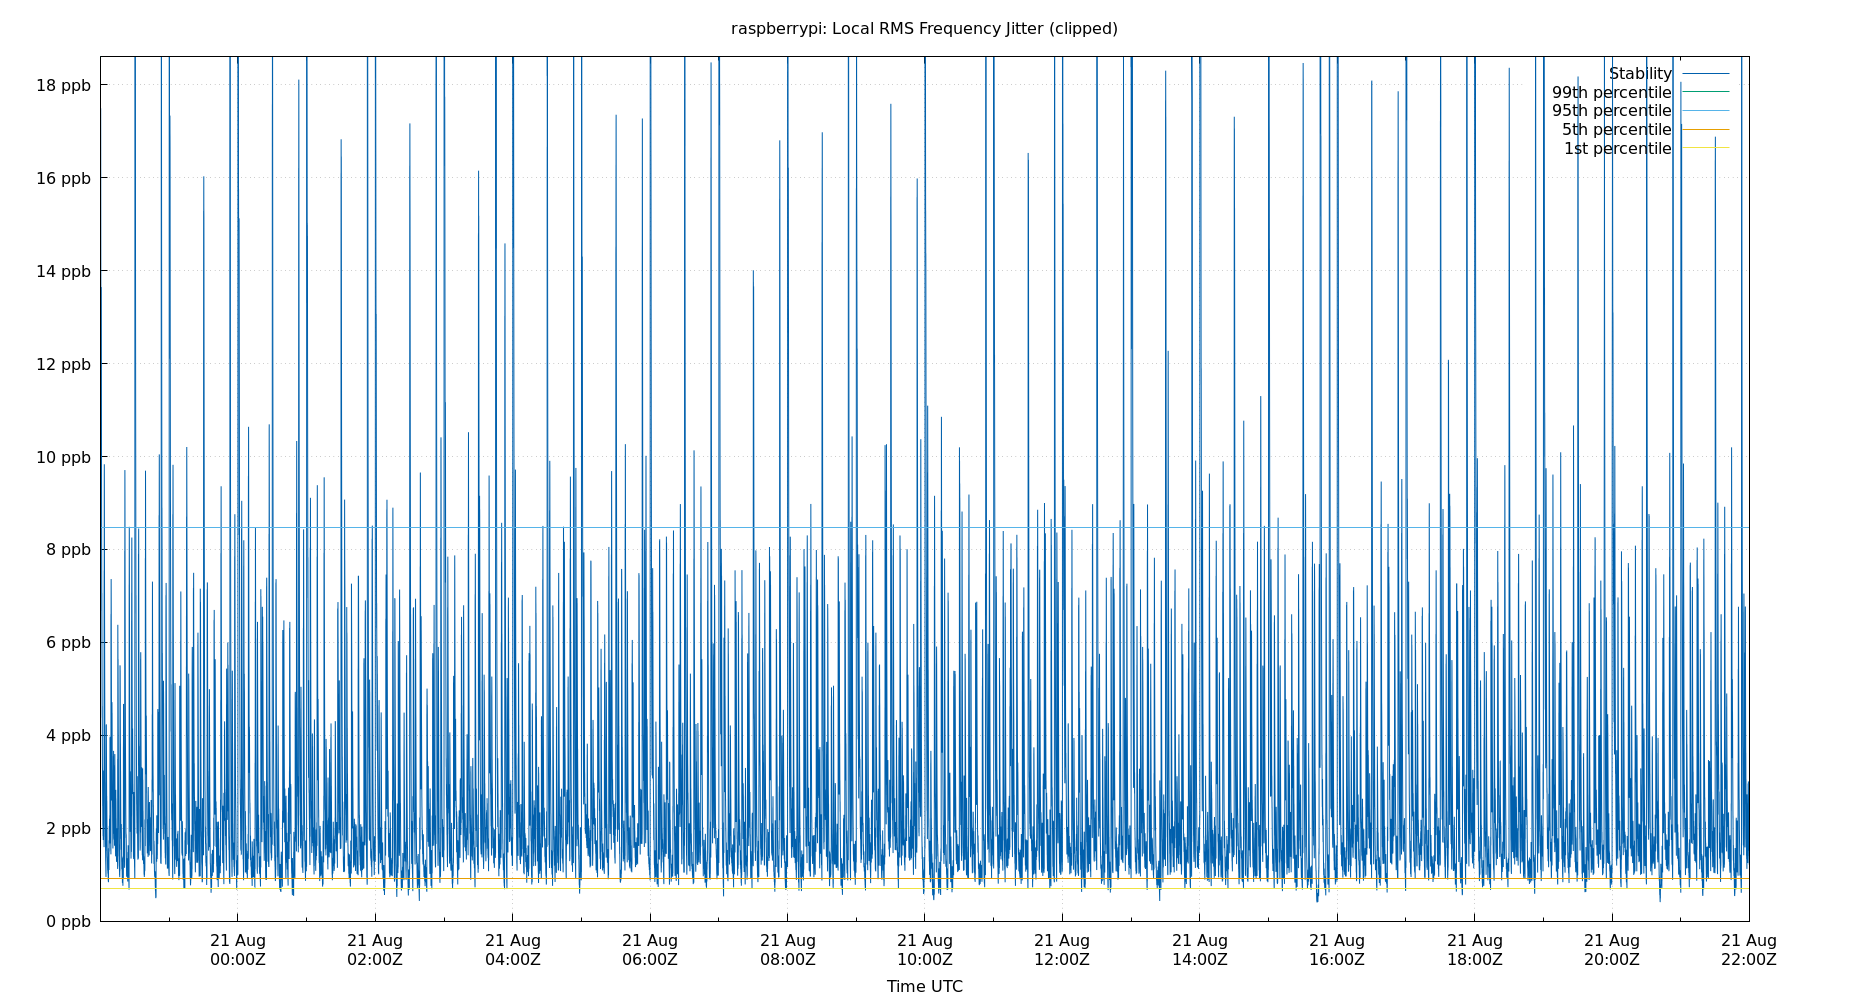 raspberrypi: Local RMS Frequency Jitter (clipped)
Stability
99th percentile
95th percentile
5th percentile
1st percentile
18 ppb
16 ppb
14 ppb
12 ppb
10 ppb
8 ppb
6 ppb
4 ppb
2 ppb
0 ppb
21 Aug 21 Aug 21 Aug 21 Aug 21 Aug 21 Aug 21 Aug 21 Aug 21 Aug 21 Aug 21 Aug 21 Aug
00:00Z 02:00Z 04:00Z 06:00Z 08:00Z 10:00Z 12:00Z 14:00Z 16:00Z 18:00Z 20:00Z 22:00Z
Time UTC